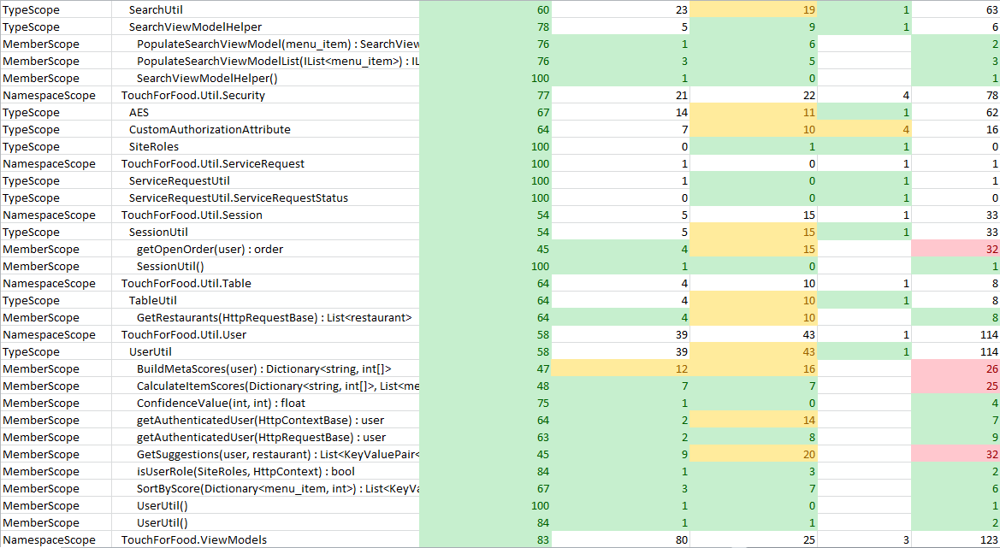 TypeScope SearchUtil 60 23 19 1 63
TypeScope SearchViewModelHelper 78 5 9 1 6
MemberScope PopulateSearchViewModel(menu_item) : SearchView 76 1 6 2
MemberScope PopulateSearchViewModelList(IList<menu_item>) : IL 76 3 5 3
MemberScope SearchViewModelHelper() 100 1 0 1
NamespaceScope TouchForFood.Util.Security 77 21 22 4 78
TypeScope AES 67 14 11 1 62
TypeScope CustomAuthorizationAttribute 64 7 10 4 16
TypeScope SiteRoles 100 0 1 1 0
NamespaceScope TouchForFood.Util.ServiceRequest 100 1 0 1 1
TypeScope ServiceRequestUtil 100 1 0 1 1
TypeScope ServiceRequestUtil.ServiceRequestStatus 100 0 0 1 0
NamespaceScope TouchForFood.Util.Session 54 5 15 1 33
TypeScope SessionUtil 54 5 15 1 33
MemberScope getOpenOrder(user) : order 45 4 15 32
MemberScope SessionUtil() 100 1 0 1
NamespaceScope TouchForFood.Util.Table 64 4 10 1 8
TypeScope TableUtil 64 4 10 1 8
MemberScope GetRestaurants(HttpRequestBase) : List<restaurant> 64 4 10 8
NamespaceScope TouchForFood.Util.User 58 39 43 1 114
TypeScope UserUtil 58 39 43 1 114
MemberScope BuildMetaScores(user) : Dictionary<string, int[]> 47 12 16 26
MemberScope CalculateItemScores(Dictionary<string, int[]>, List<me 48 7 7 25
MemberScope ConfidenceValue(int, int) : float 75 1 0 4
MemberScope getAuthenticatedUser(HttpContextBase) : user 64 2 14 7
MemberScope getAuthenticatedUser(HttpRequestBase) : user 63 2 8 9
MemberScope GetSuggestions(user, restaurant) : List<KeyValuePair< 45 9 20 32
MemberScope isUserRole(SiteRoles, HttpContext) : bool 84 1 3 2
MemberScope SortByScore(Dictionary<menu_item, int>) : List<KeyVa 67 3 7 6
MemberScope UserUtil() 100 1 0 1
MemberScope UserUtil() 84 1 1 2
NamespaceScope TouchForFood.ViewModels 83 80 25 3 123